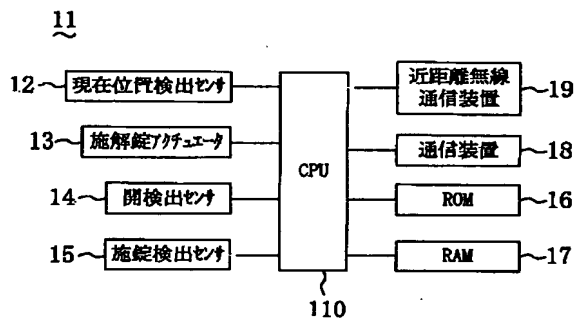 11
12 現在位置検出センサ
13 施解錠アクチュエータ
14 開検出センサ
15 施錠検出センサ
CPU
110
近距離無線
通信装置 19
通信装置 18
ROM 16
RAM 17